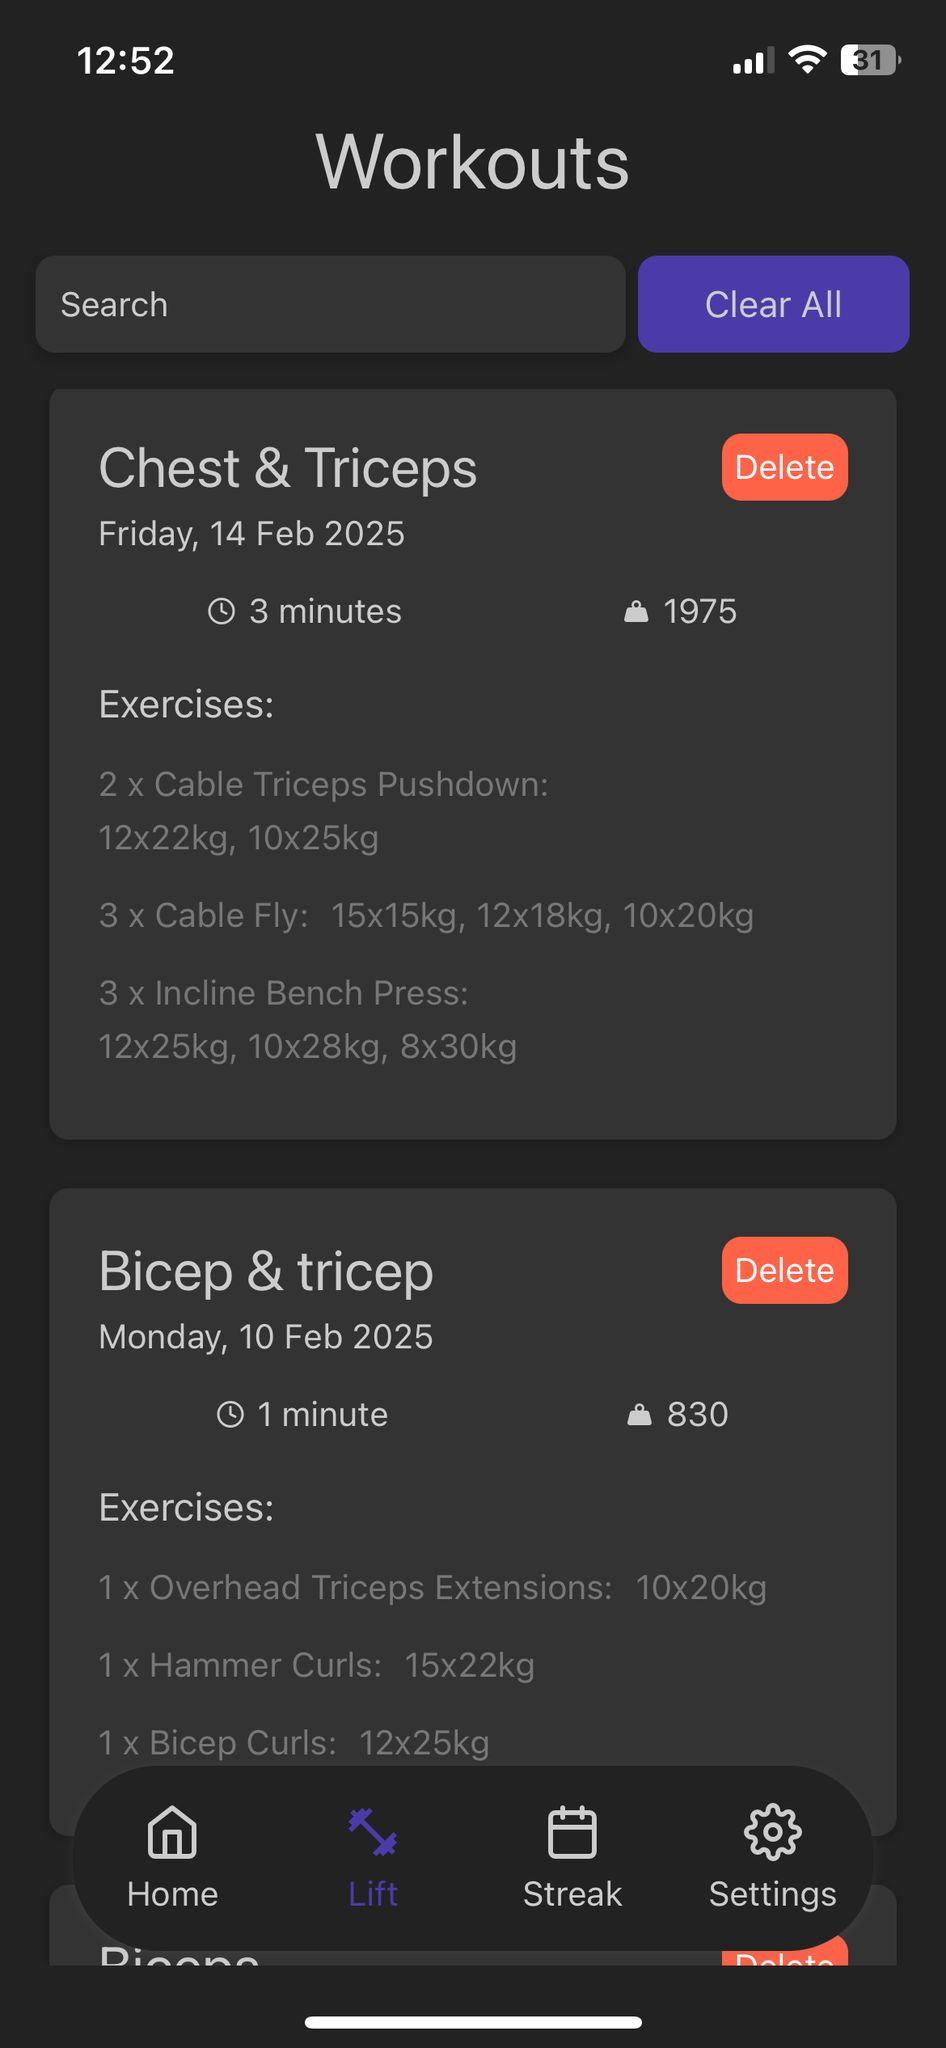 12:52
31
Workouts
Search
Clear All
Chest & Triceps
Delete
Friday, 14 Feb 2025
3 minutes
1975
Exercises:
2 x Cable Triceps Pushdown:
12x22kg, 10x25kg
3 x Cable Fly: 15x15kg, 12x18kg, 10x20kg
3 x Incline Bench Press:
12x25kg, 10x28kg, 8x30kg
Bicep & tricep
Delete
Monday, 10 Feb 2025
1 minute
830
Exercises:
1 x Overhead Triceps Extensions: 10x20kg
1 x Hammer Curls: 15x22kg
1 x Bicep Curls: 12x25kg
Home
Lift
Streak
Settings
Biceps
Delete